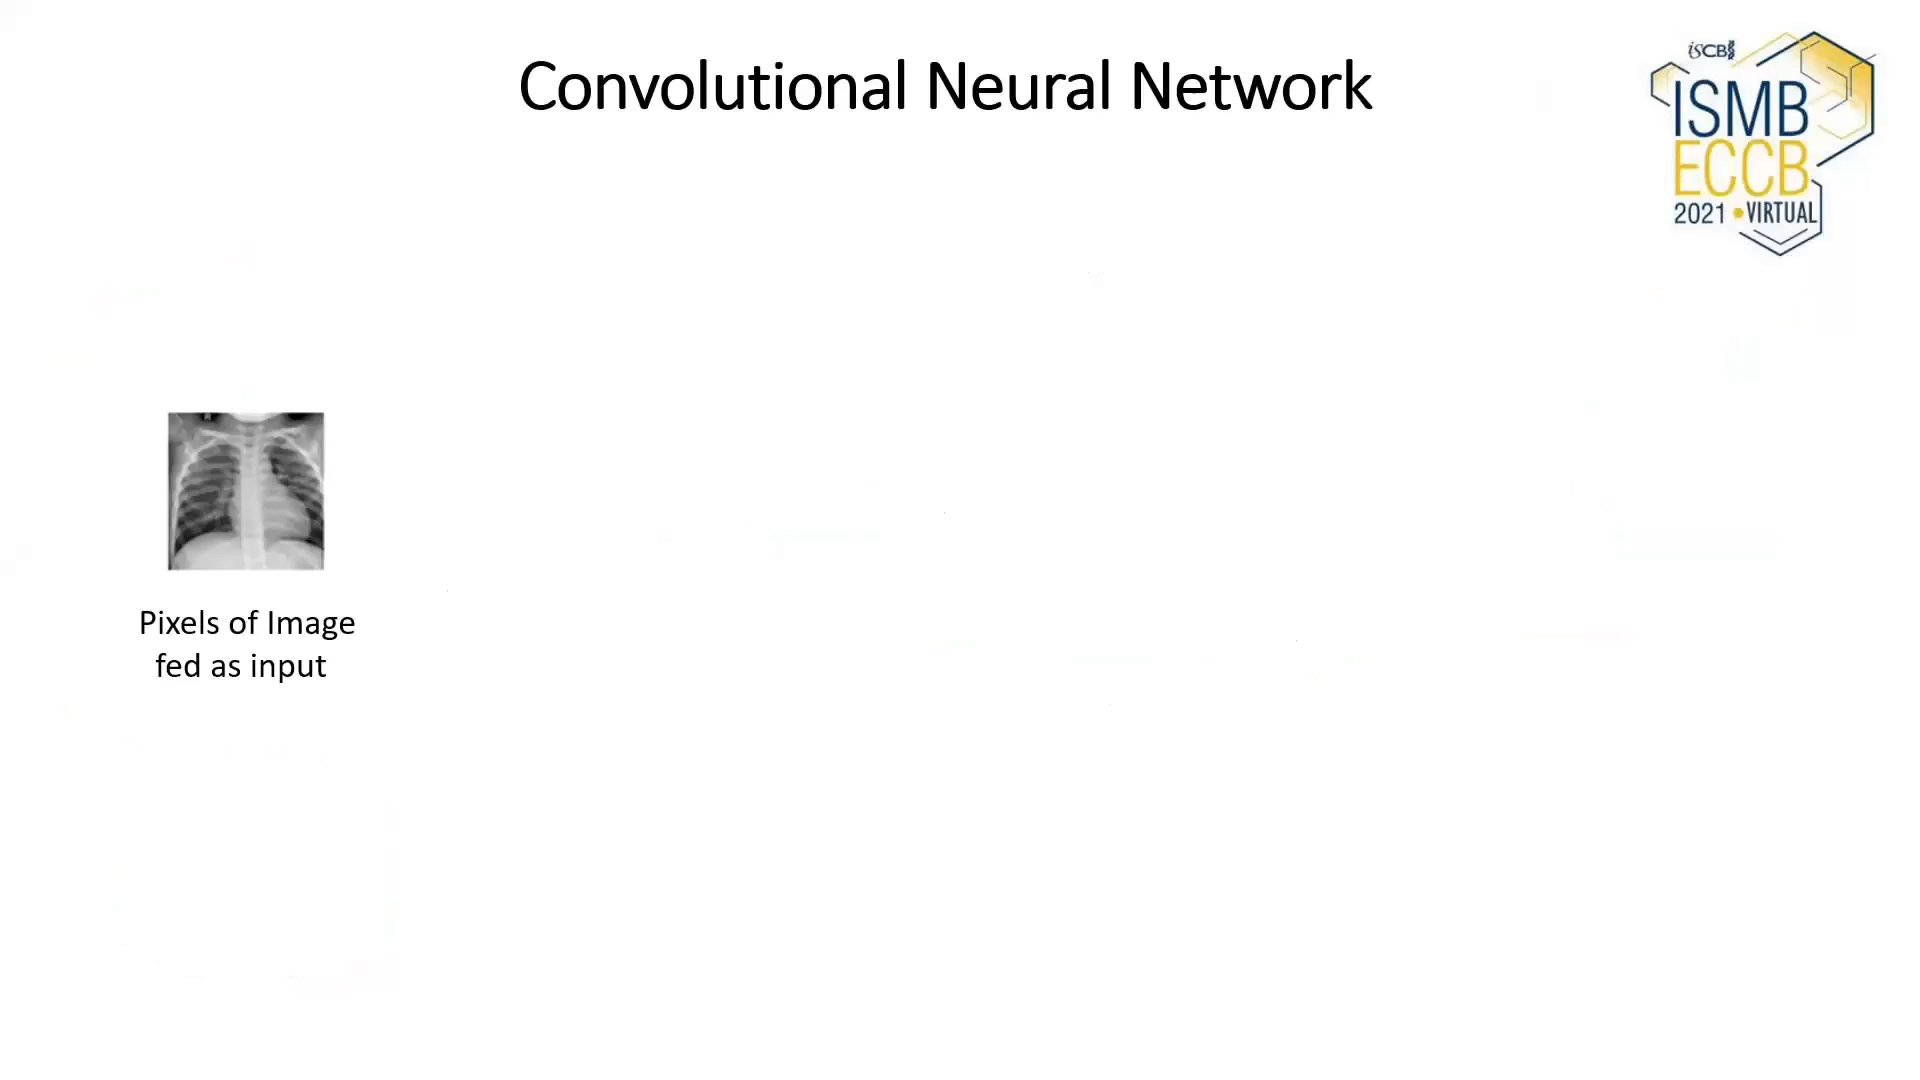 Convolutional Neural Network
isCB
ISMB
ECCB
2021 • VIRTUAL
Pixels of Image
fed as input